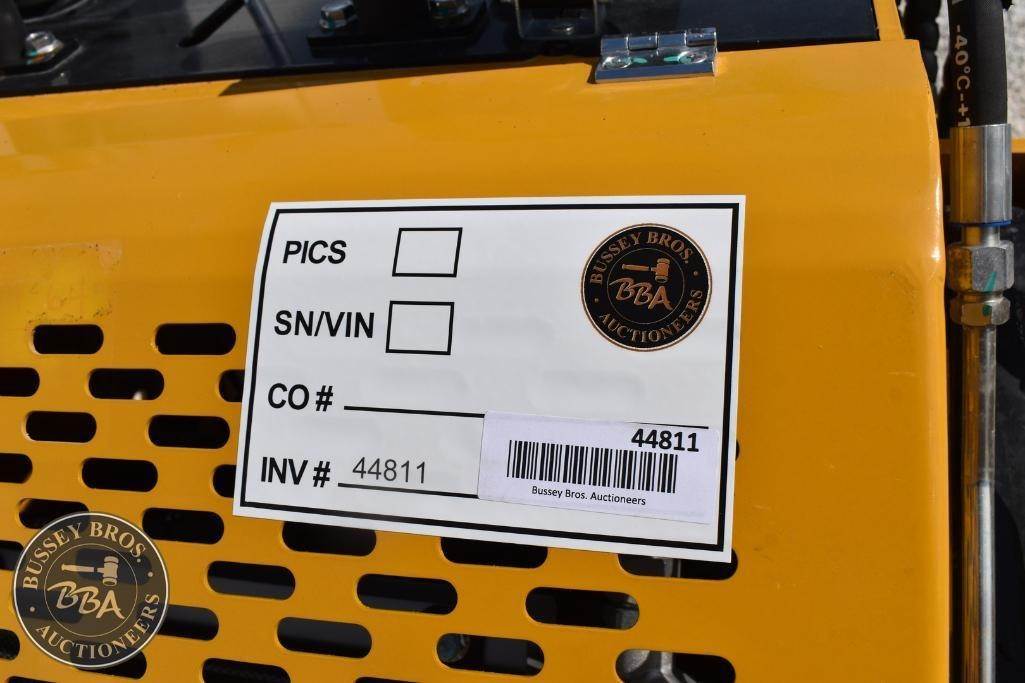 -40°C-+1
PICS
BUSSEY BROS.
BBA
AUCTIONEERS
SN/VIN
CO #
44811
INV # 44811
Bussey Bros. Auctioneers
BUSSEY BROS.
BBA
AUCTIONEERS